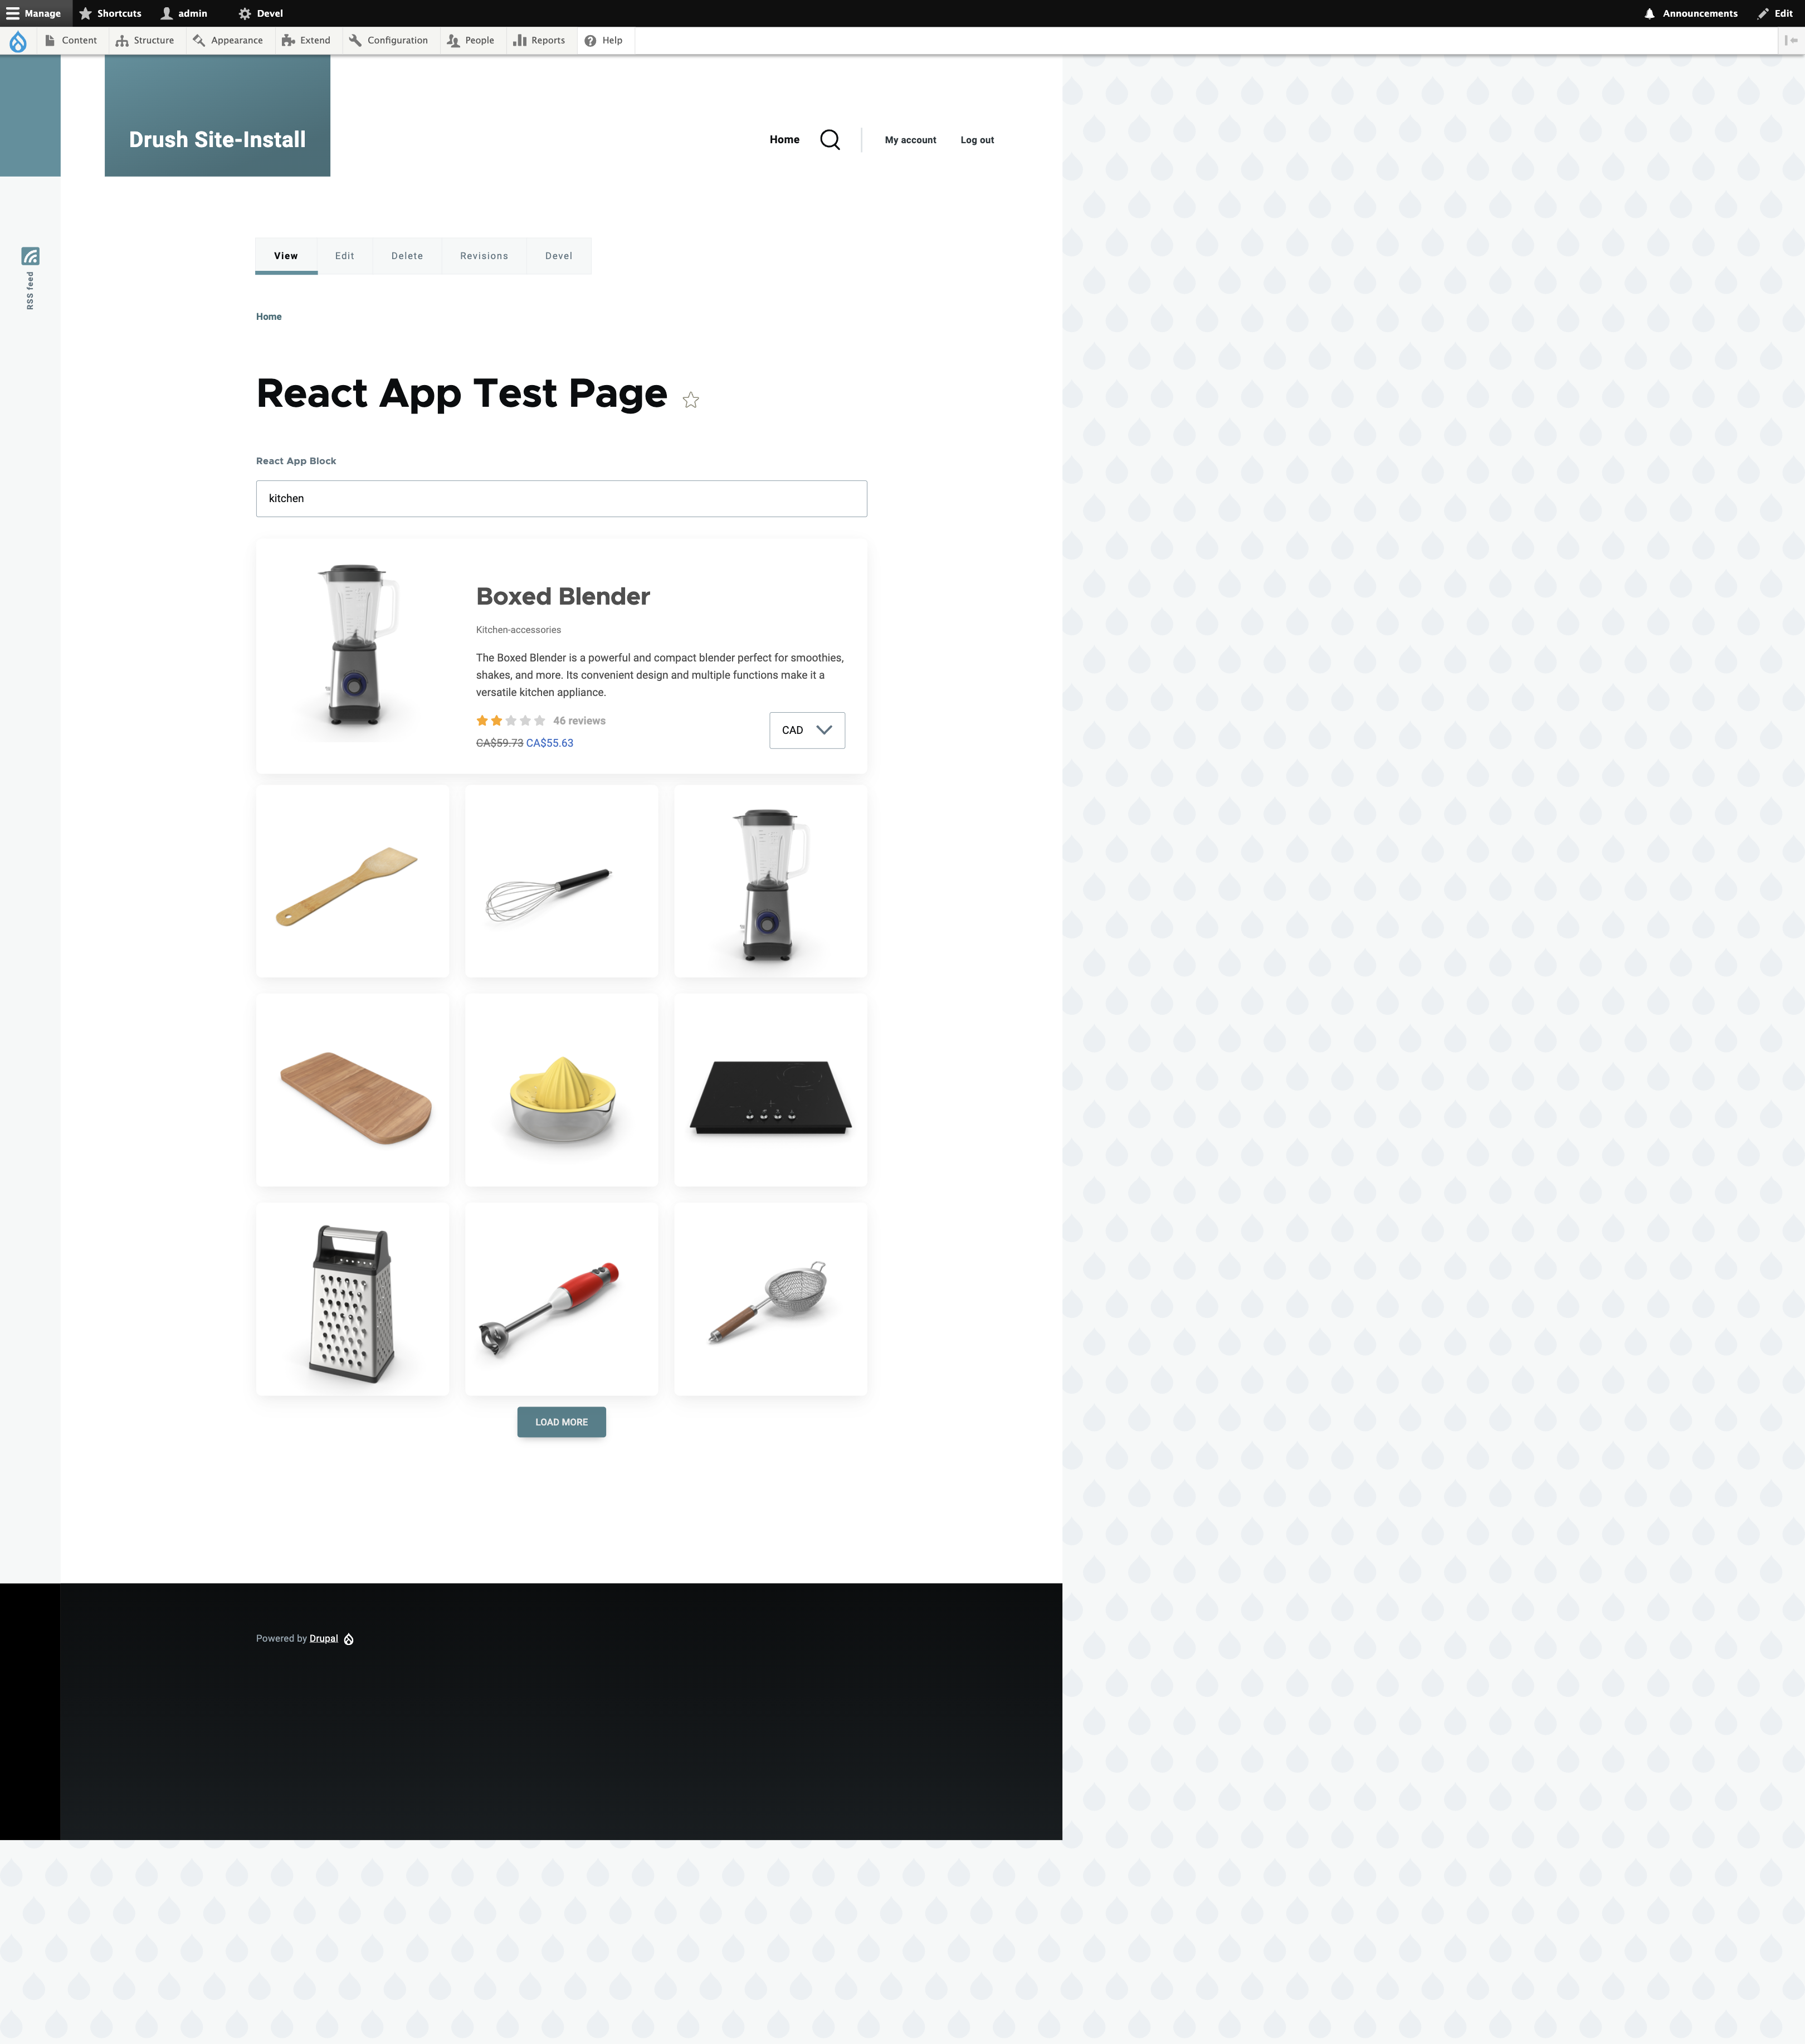 Manage Shortcuts admin Devel Announcements Edit
Content Structure Appearance Extend Configuration People Reports Help
Drush Site-Install
Home My account Log out
RSS feed
View Edit Delete Revisions Devel
Home
React App Test Page
React App Block
kitchen
Boxed Blender
Kitchen-accessories
The Boxed Blender is a powerful and compact blender perfect for smoothies,
shakes, and more. Its convenient design and multiple functions make it a
versatile kitchen appliance.
46 reviews
CA$59.73 CA$55.63
CAD
LOAD MORE
Powered by Drupal